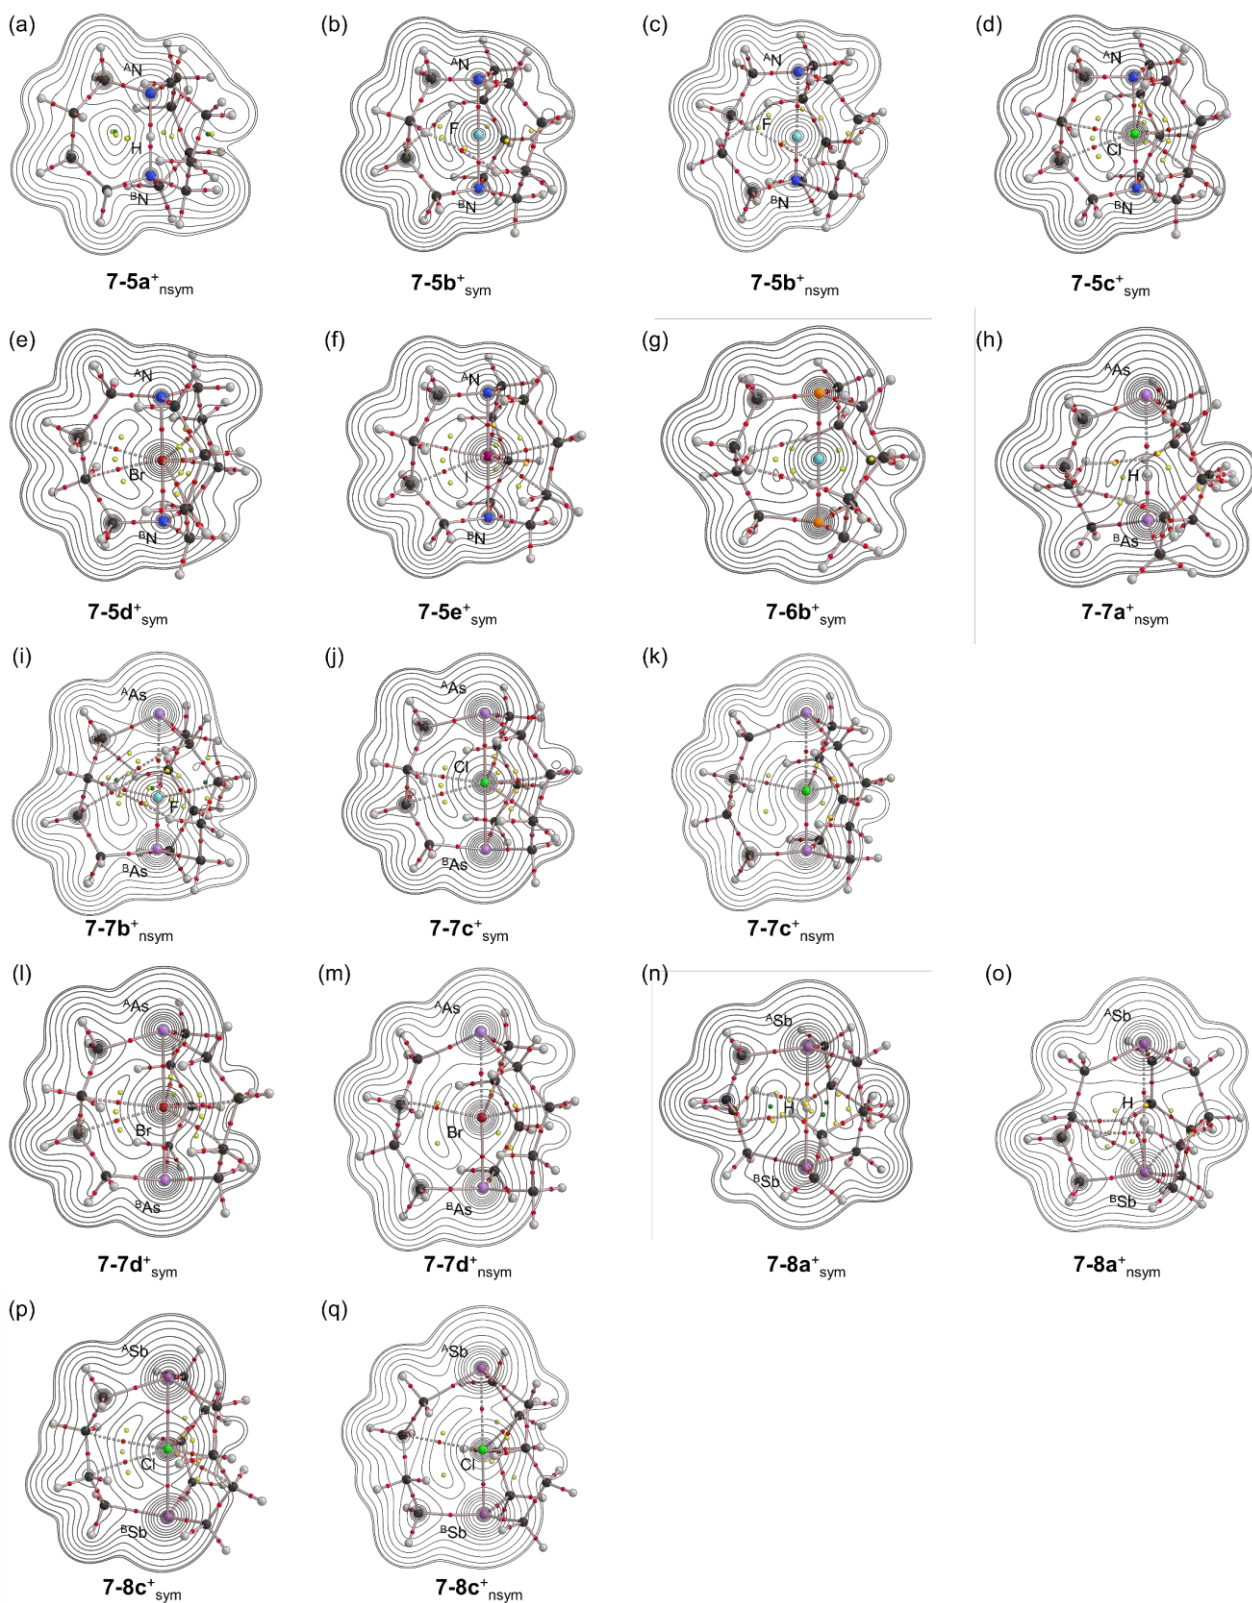 (a) (b) (c) (d)
ᴬN ᴬN ᴬN ᴬN
H F F Cl
ᴮN ᴮN ᴮN ᴮN
7-5a⁺nsym 7-5b⁺sym 7-5b⁺nsym 7-5c⁺sym
(e) (f) (g) (h)
ᴬN ᴬN ᴬAs
Br I H
ᴮN ᴮN ᴮAs
7-5d⁺sym 7-5e⁺sym 7-6b⁺sym 7-7a⁺nsym
(i) (j) (k)
ᴬAs ᴬAs
F Cl
ᴮAs ᴮAs
7-7b⁺nsym 7-7c⁺sym 7-7c⁺nsym
(l) (m) (n) (o)
ᴬAs ᴬAs ᴬSb ᴬSb
Br Br H H
ᴮAs ᴮAs ᴮSb ᴮSb
7-7d⁺sym 7-7d⁺nsym 7-8a⁺sym 7-8a⁺nsym
(p) (q)
ᴬSb ᴬSb
Cl Cl
ᴮSb ᴮSb
7-8c⁺sym 7-8c⁺nsym